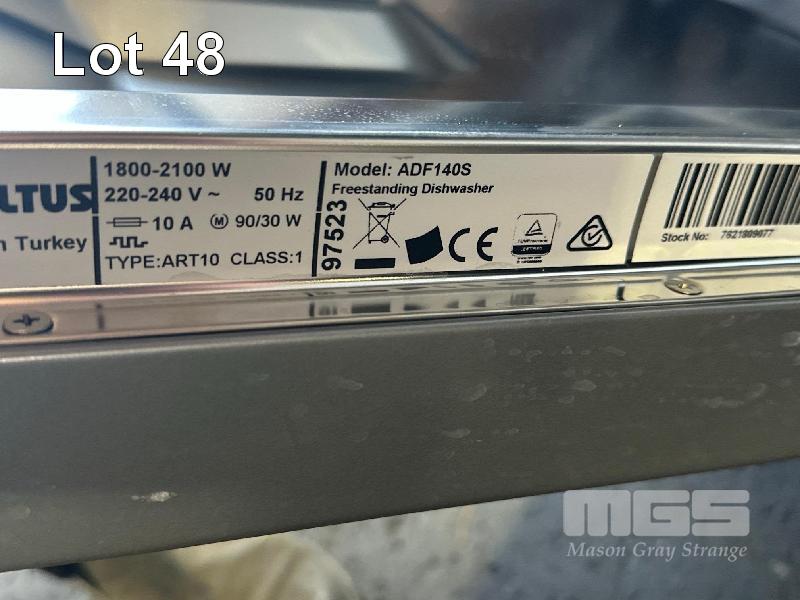 Lot 48
LTUS
n Turkey
1800-2100 W
220-240 V ~ 50 Hz
10 A M 90/30 W
TYPE:ART10 CLASS:1
Model: ADF140S
Freestanding Dishwasher
97523
CE
Stock No: 7621809077
MGS
Mason Gray Strange